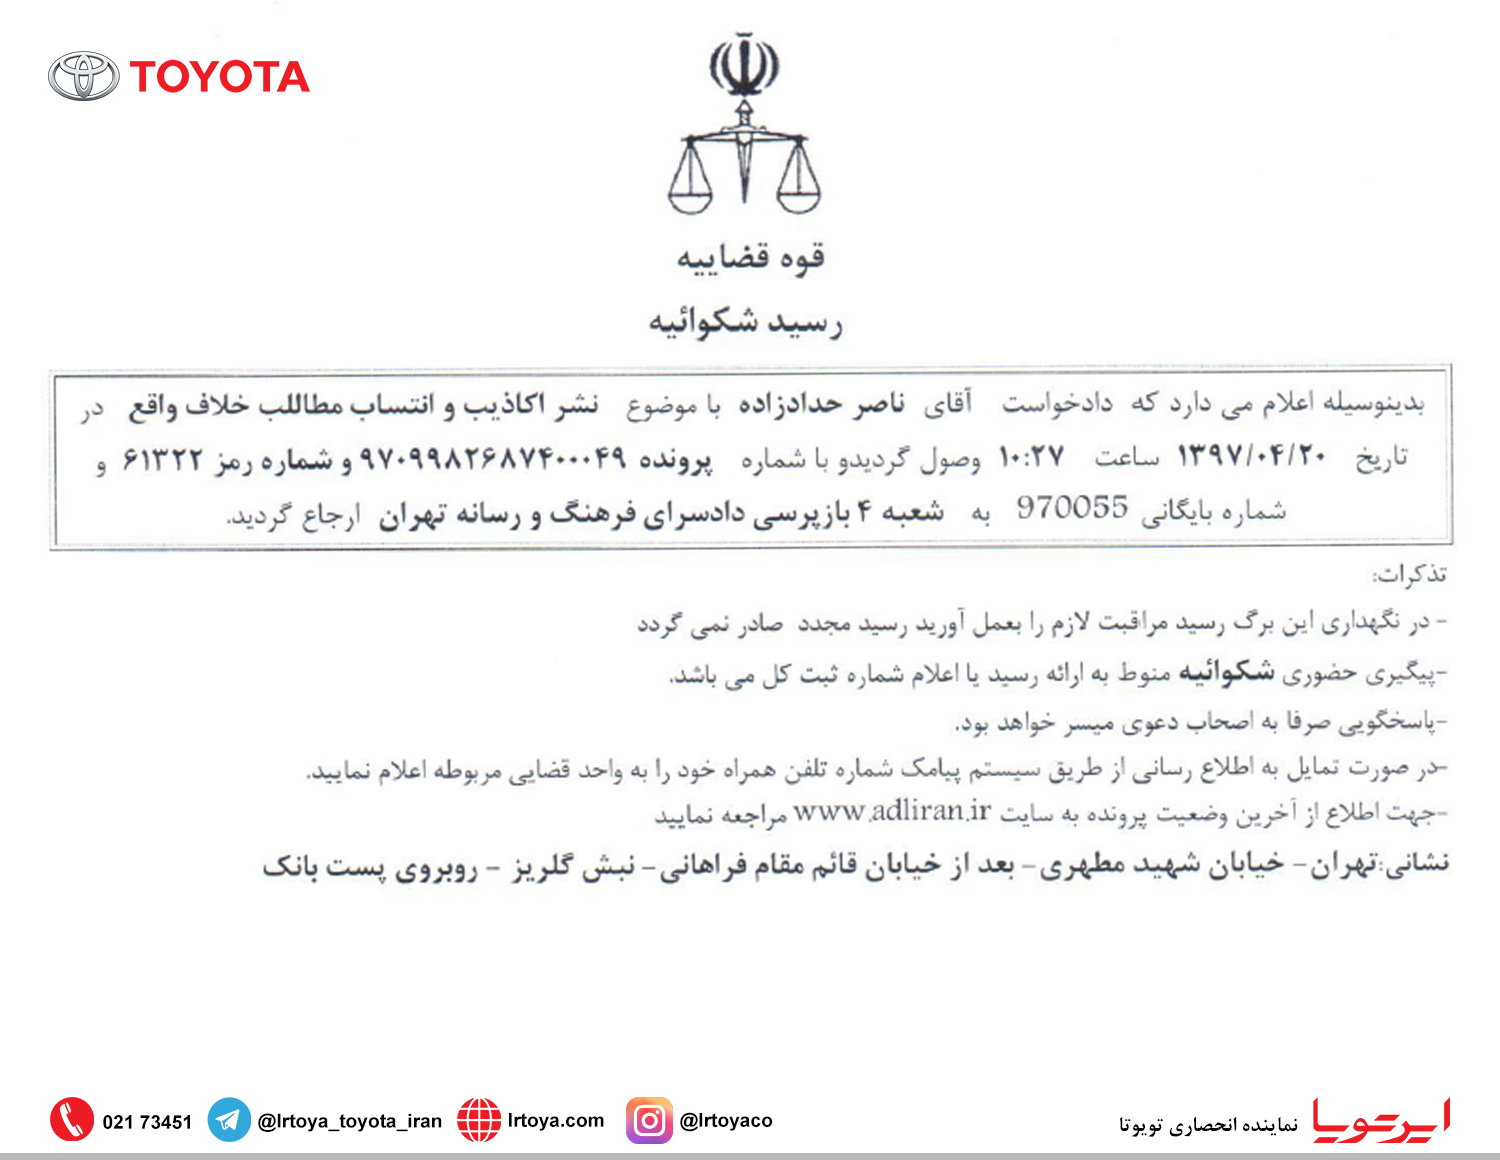 TOYOTA
قوه قضاییه
رسید شکوائیه
بدینوسیله اعلام می دارد که دادخواست آقای ناصر حدادزاده با موضوع نشر اکاذیب و انتساب مطاللب خلاف واقع در
تاریخ ۱۳۹۷/۰۴/۲۰ ساعت ۱۰:۲۷ وصول گردیدو با شماره پرونده ۹۷۰۹۹۸۲۶۸۷۴۰۰۰۴۹ و شماره رمز ۶۱۳۲۲ و
شماره بایگانی 970055 به شعبه ۴ بازپرسی دادسرای فرهنگ و رسانه تهران ارجاع گردید.
تذکرات:
- در نگهداری این برگ رسید مراقبت لازم را بعمل آورید رسید مجدد صادر نمی گردد
-پیگیری حضوری شکوائیه منوط به ارائه رسید یا اعلام شماره ثبت کل می باشد.
-پاسخگویی صرفا به اصحاب دعوی میسر خواهد بود.
-در صورت تمایل به اطلاع رسانی از طریق سیستم پیامک شماره تلفن همراه خود را به واحد قضایی مربوطه اعلام نمایید.
-جهت اطلاع از آخرین وضعیت پرونده به سایت www.adliran.ir مراجعه نمایید
نشانی:تهران- خیابان شهید مطهری- بعد از خیابان قائم مقام فراهانی- نبش گلریز - روبروی پست بانک
021 73451 @Irtoya_toyota_iran Irtoya.com @Irtoyaco
نماینده انحصاری تویوتا ایرتویا